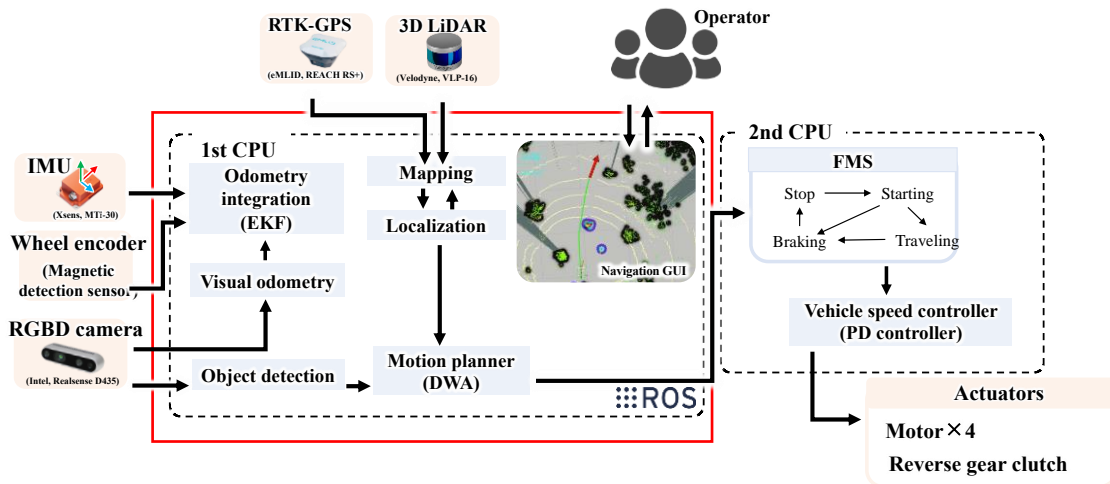 RTK-GPS
(eMLID, REACH RS+)
3D LiDAR
(Velodyne, VLP-16)
Operator
IMU
(Xsens, MTi-30)
Wheel encoder
(Magnetic
detection sensor)
RGBD camera
(Intel, Realsense D435)
1st CPU
Odometry
integration
(EKF)
Visual odometry
Object detection
Mapping
Localization
Motion planner
(DWA)
Navigation GUI
ROS
2nd CPU
FMS
Stop
Starting
Braking
Traveling
Vehicle speed controller
(PD controller)
Actuators
Motor×4
Reverse gear clutch